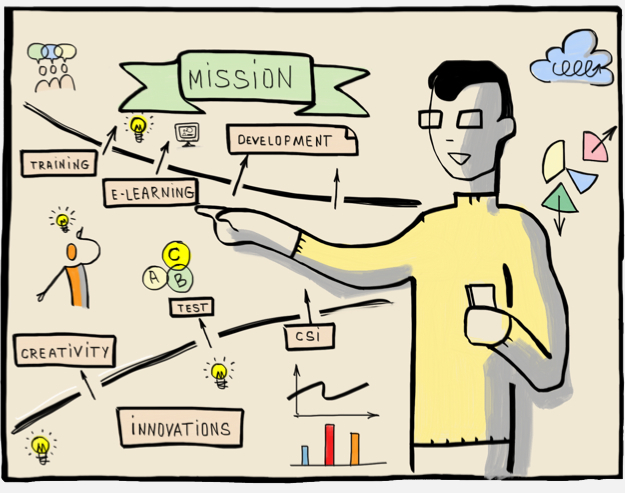 MISSION
DEVELOPMENT
TRAINING
E-LEARNING
C
A B
TEST
CSi
CREATIVITY
iNNOVATIONS